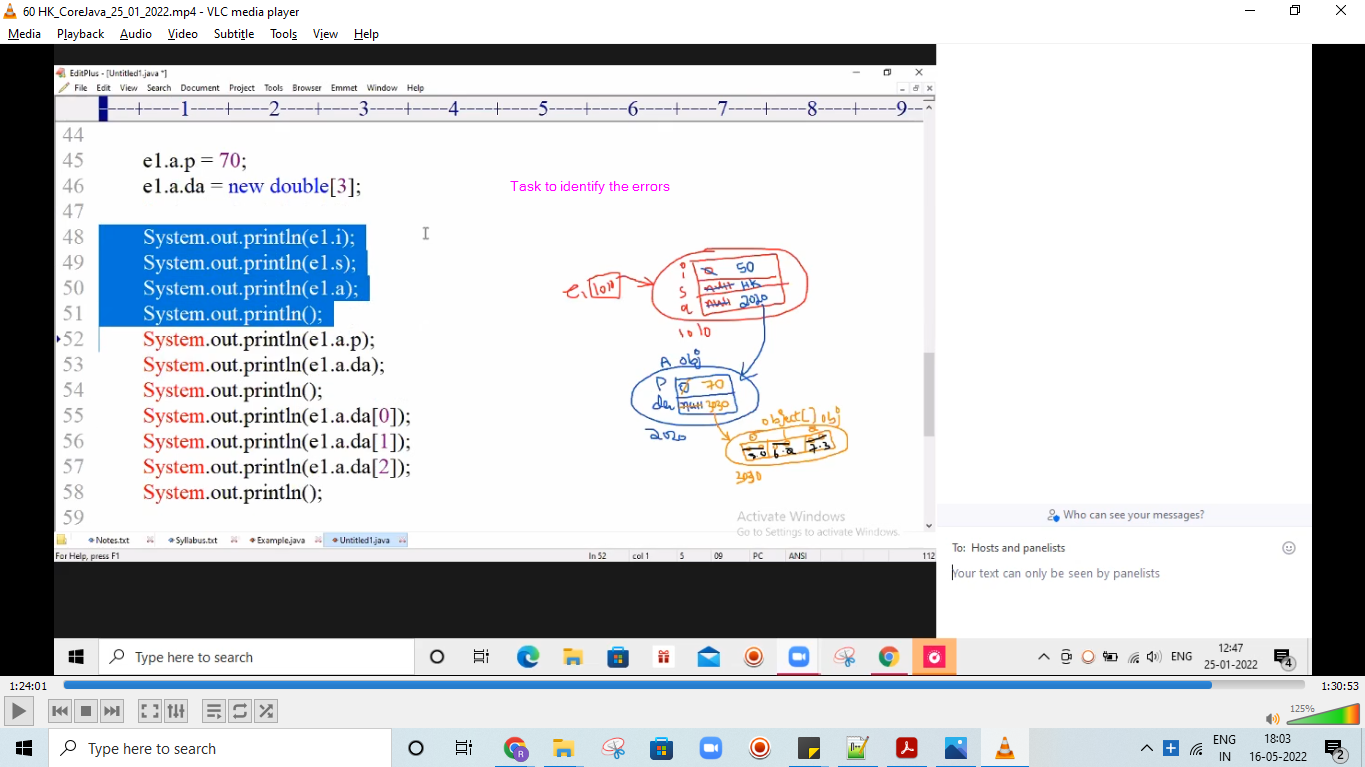 60 HK_CoreJava_25_01_2022.mp4 - VLC media player
Media Playback Audio Video Subtitle Tools View Help
EditPlus - [Untitled1.java *]
File Edit View Search Document Project Tools Browser Emmet Window Help
----+----1----+----2----+----3----+----4----+----5----+----6----+----7----+----8----+----9--
44
45 e1.a.p = 70;
46 e1.a.da = new double[3];
Task to identify the errors
47
48 System.out.println(e1.i);
49 System.out.println(e1.s);
50 System.out.println(e1.a);
51 System.out.println();
52 System.out.println(e1.a.p);
53 System.out.println(e1.a.da);
54 System.out.println();
55 System.out.println(e1.a.da[0]);
56 System.out.println(e1.a.da[1]);
57 System.out.println(e1.a.da[2]);
58 System.out.println();
59
i 50
e1 1010 s null HK
a null 2020
1010
A obj
p 0 70
da null 2030
2020
object[] obj
5.0 6.2 7.3
2030
Activate Windows
Go to Settings to activate Windows.
Notes.txt Syllabus.txt Example.java Untitled1.java
For Help, press F1 ln 52 col 1 5 09 PC ANSI 112
Who can see your messages?
To: Hosts and panelists
Your text can only be seen by panelists
Type here to search
ENG 12:47
25-01-2022
4
1:24:01 1:30:53
125%
Type here to search
ENG 18:03
IN 16-05-2022
2